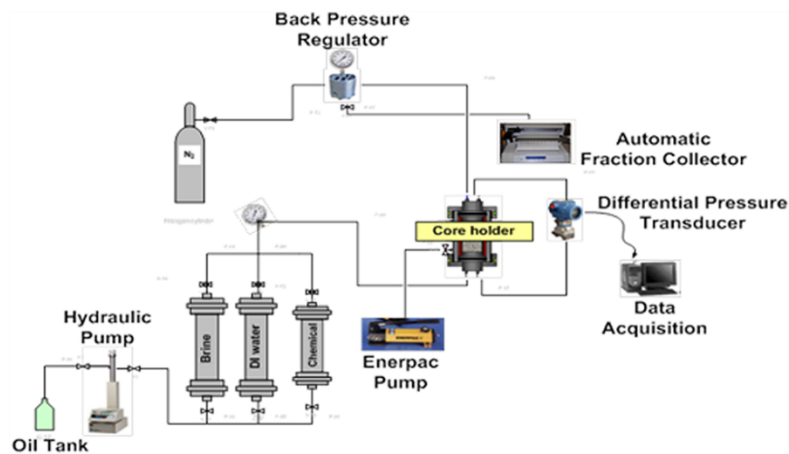 Back Pressure
Regulator
N₂
Automatic
Fraction Collector
Differential Pressure
Transducer
Core holder
Data
Acquisition
Hydraulic
Pump
Brine
DI water
Chemical
Enerpac
Pump
Oil Tank